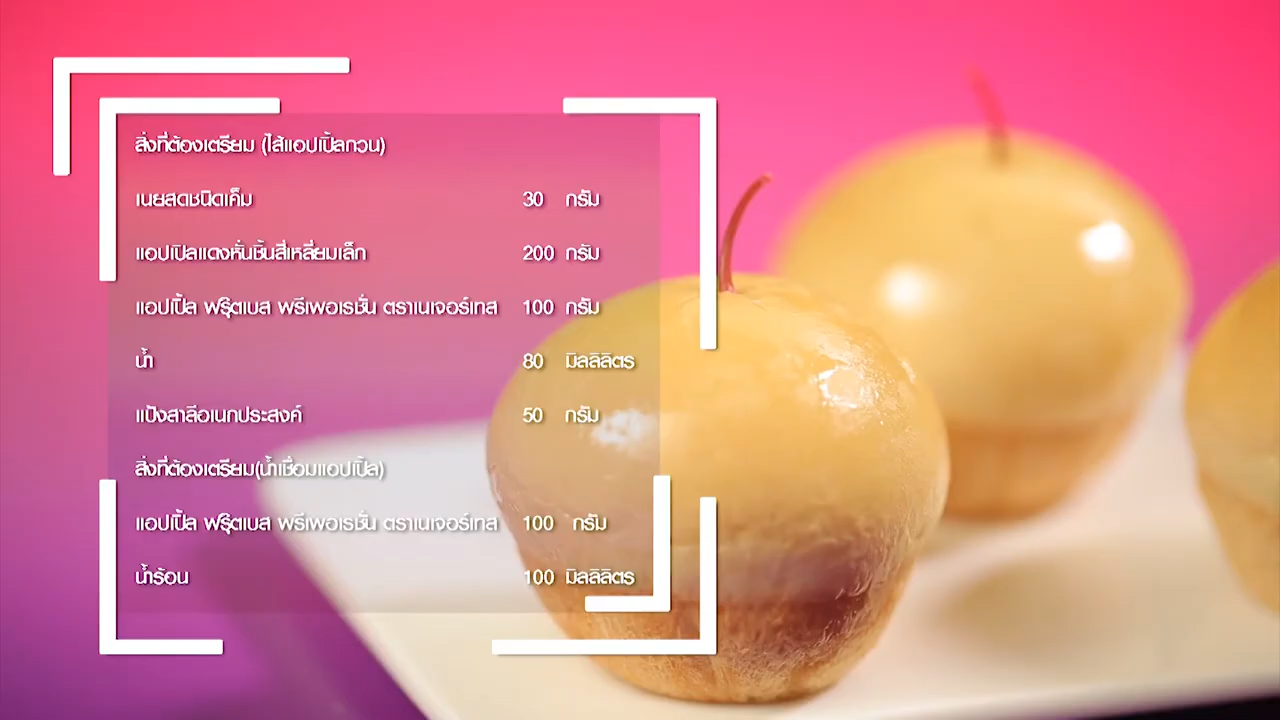 สิ่งที่ต้องเตรียม (ไส้แอปเปิ้ลกวน)
เนยสดชนิดเค็ม 30 กรัม
แอปเปิลแดงหั่นชิ้นสี่เหลี่ยมเล็ก 200 กรัม
แอปเปิ้ล ฟรุ๊ตเบส พรีเพอเรชั่น ตราเนเจอร์เทส 100 กรัม
น้ำ 80 มิลลิลิตร
แป้งสาลีอเนกประสงค์ 50 กรัม
สิ่งที่ต้องเตรียม(น้ำเชื่อมแอปเปิ้ล)
แอปเปิ้ล ฟรุ๊ตเบส พรีเพอเรชั่น ตราเนเจอร์เทส 100 กรัม
น้ำร้อน 100 มิลลิลิตร